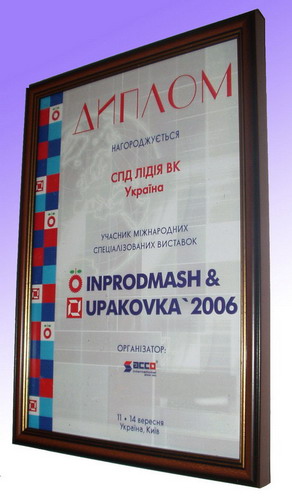 ДИПЛОМ
НАГОРОДЖУЄТЬСЯ
СПД ЛІДІЯ ВК
Україна
УЧАСНИК МІЖНАРОДНИХ
СПЕЦІАЛІЗОВАНИХ ВИСТАВОК
INPRODMASH &
UPAKOVKA`2006
ОРГАНІЗАТОР:
ACCO
11 • 14 вересня
Україна, Київ